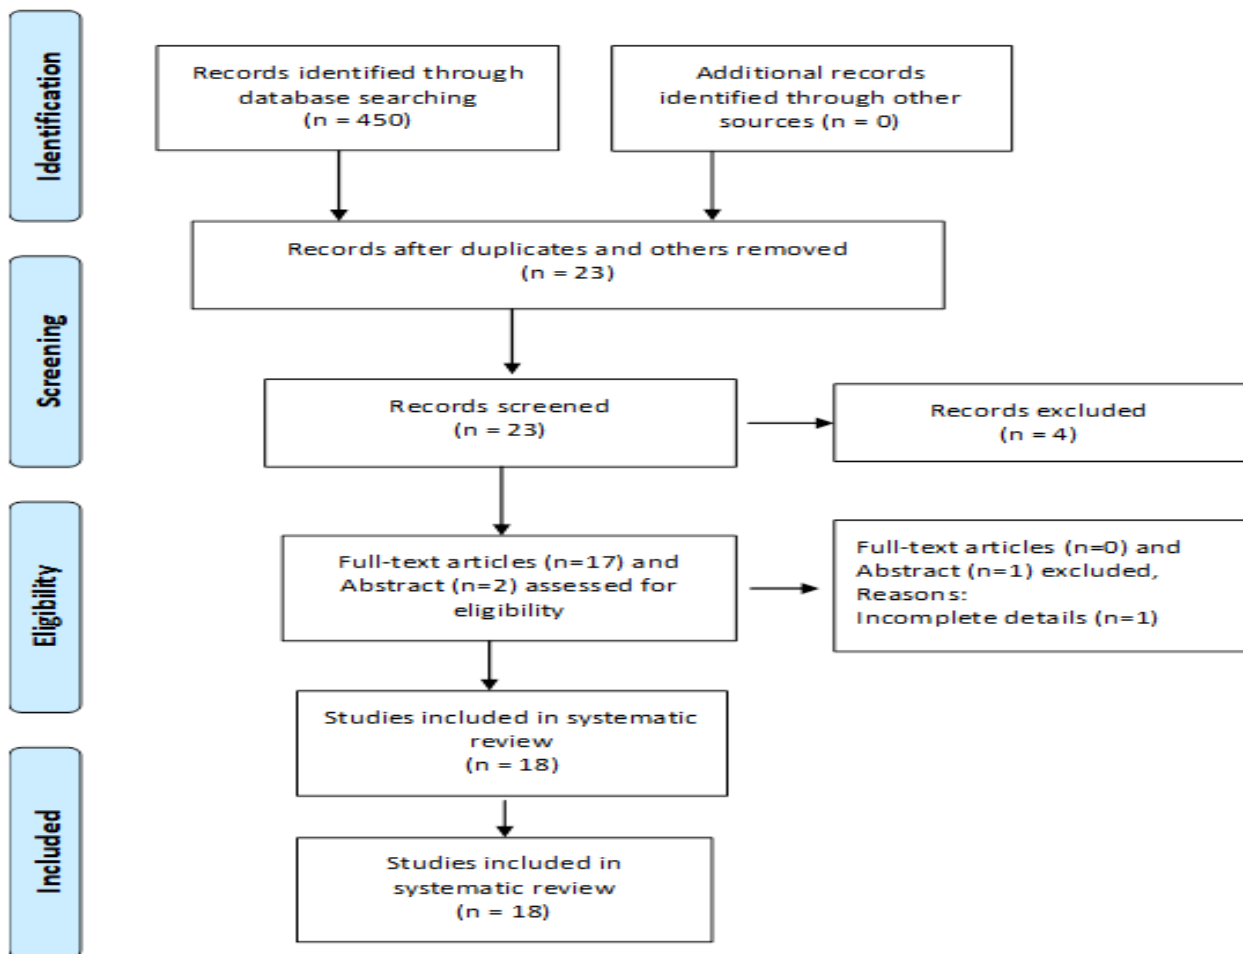 Identification
Records identified through
database searching
(n = 450)
Additional records
identified through other
sources (n = 0)
Records after duplicates and others removed
(n = 23)
Screening
Records screened
(n = 23)
Records excluded
(n = 4)
Eligibility
Full-text articles (n=17) and
Abstract (n=2) assessed for
eligibility
Full-text articles (n=0) and
Abstract (n=1) excluded,
Reasons:
Incomplete details (n=1)
Studies included in systematic
review
(n = 18)
Included
Studies included in
systematic review
(n = 18)